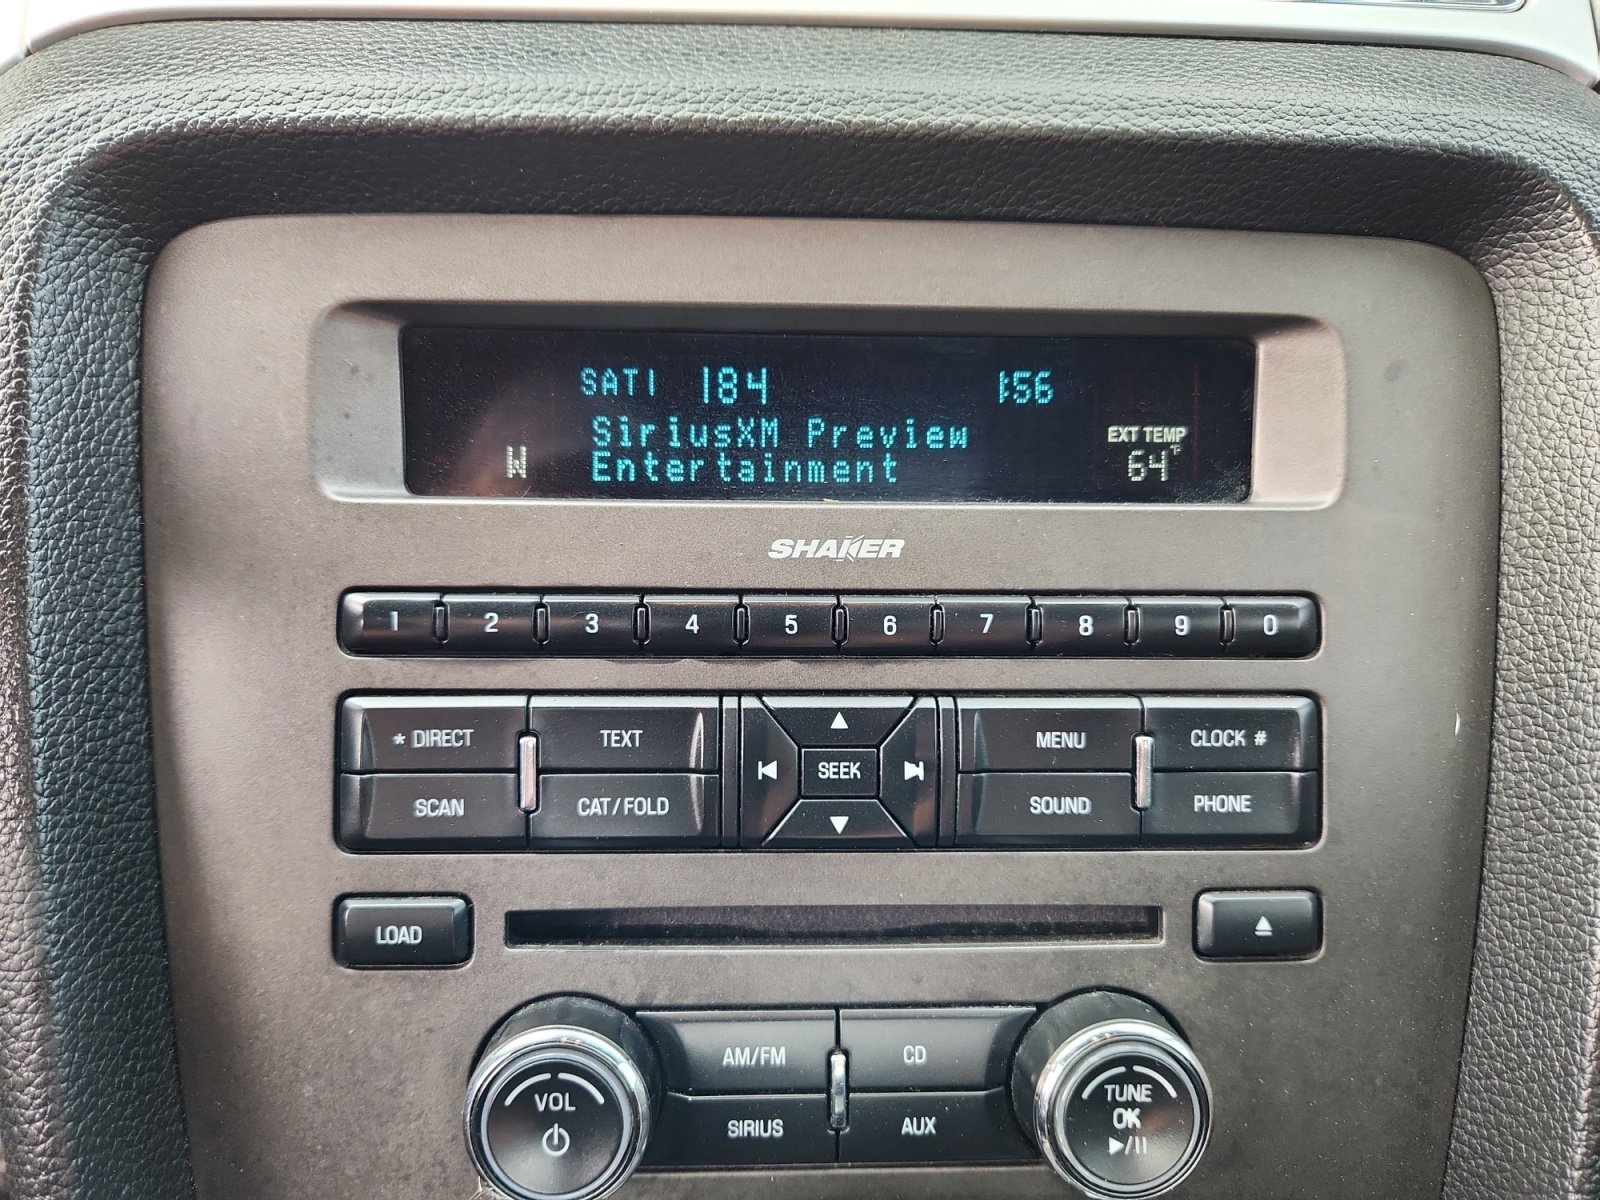 SAT1 184 1:56
SiriusXM Preview
EXT TEMP
W Entertainment 64°F
SHAKER
1 2 3 4 5 6 7 8 9 0
* DIRECT TEXT MENU CLOCK #
SEEK
SCAN CAT/FOLD SOUND PHONE
LOAD
AM/FM CD
VOL TUNE
OK
SIRIUS AUX